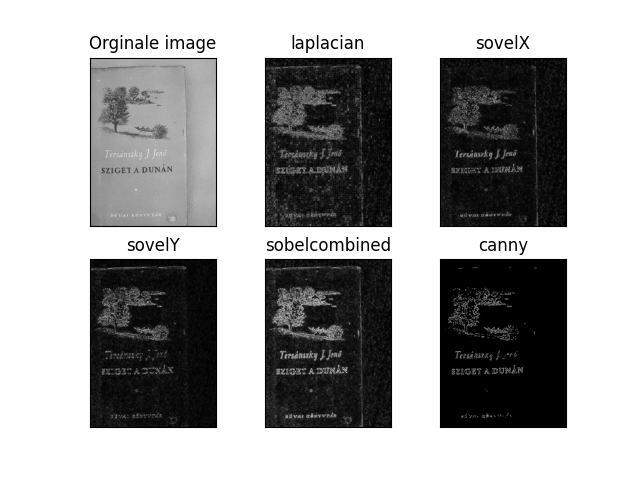 Orginale image
laplacian
sovelX
Tersánszky J. Jenő
SZIGET A DUNÁN
RÉVAI KÖNYVTÁR
Tersánszky J. Jenő
SZIGET A DUNÁN
RÉVAI KÖNYVTÁR
Tersánszky J. Jenő
SZIGET A DUNÁN
RÉVAI KÖNYVTÁR
sovelY
sobelcombined
canny
Tersánszky J. Jenő
SZIGET A DUNÁN
RÉVAI KÖNYVTÁR
Tersánszky J. Jenő
SZIGET A DUNÁN
RÉVAI KÖNYVTÁR
Tersánszky J. Jenő
SZIGET A DUNÁN